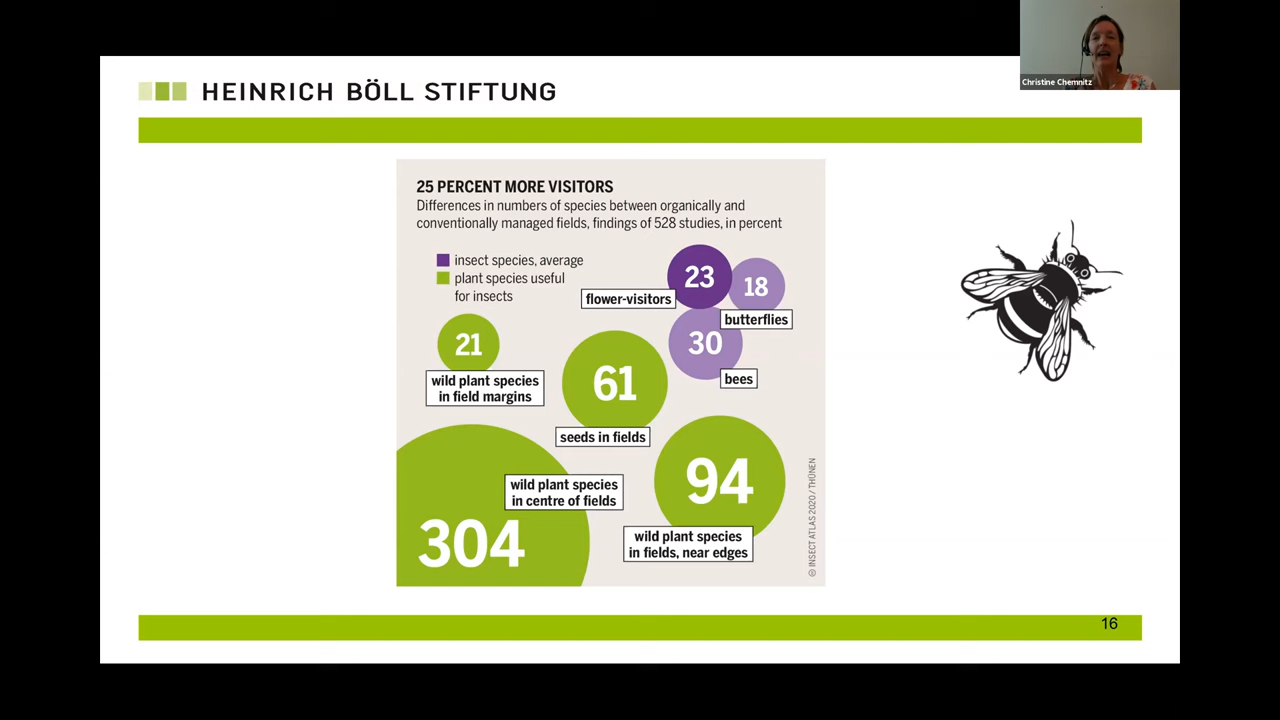 Christine Chemnitz
HEINRICH BÖLL STIFTUNG
25 PERCENT MORE VISITORS
Differences in numbers of species between organically and
conventionally managed fields, findings of 528 studies, in percent
insect species, average
plant species useful
for insects
23
18
flower-visitors
butterflies
30
bees
21
wild plant species
in field margins
61
seeds in fields
304
wild plant species
in centre of fields
94
wild plant species
in fields, near edges
© INSECT ATLAS 2020 / THÜNEN
16